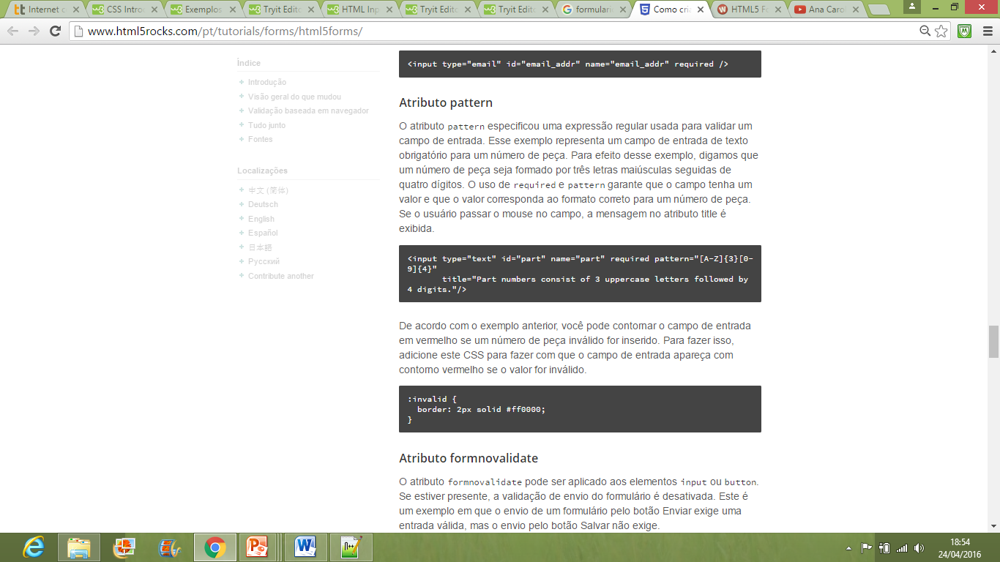 Internet c
CSS Introd
Exemplos
Tryit Edito
HTML Inp
Tryit Edito
Tryit Edito
formulario
Como cria
HTML5 Fo
Ana Caro
www.html5rocks.com/pt/tutorials/forms/html5forms/
Índice
Introdução
Visão geral do que mudou
Validação baseada em navegador
Tudo junto
Fontes
Localizações
中文 (简体)
Deutsch
English
Español
日本語
Русский
Contribute another
<input type="email" id="email_addr" name="email_addr" required />
Atributo pattern
O atributo pattern especificou uma expressão regular usada para validar um
campo de entrada. Esse exemplo representa um campo de entrada de texto
obrigatório para um número de peça. Para efeito desse exemplo, digamos que
um número de peça seja formado por três letras maiúsculas seguidas de
quatro dígitos. O uso de required e pattern garante que o campo tenha um
valor e que o valor corresponda ao formato correto para um número de peça.
Se o usuário passar o mouse no campo, a mensagem no atributo title é
exibida.
<input type="text" id="part" name="part" required pattern="[A-Z]{3}[0-
9]{4}"
title="Part numbers consist of 3 uppercase letters followed by
4 digits."/>
De acordo com o exemplo anterior, você pode contornar o campo de entrada
em vermelho se um número de peça inválido for inserido. Para fazer isso,
adicione este CSS para fazer com que o campo de entrada apareça com
contorno vermelho se o valor for inválido.
:invalid {
border: 2px solid #ff0000;
}
Atributo formnovalidate
O atributo formnovalidate pode ser aplicado aos elementos input ou button.
Se estiver presente, a validação de envio do formulário é desativada. Este é
um exemplo em que o envio de um formulário pelo botão Enviar exige uma
entrada válida, mas o envio pelo botão Salvar não exige.
18:54
24/04/2016